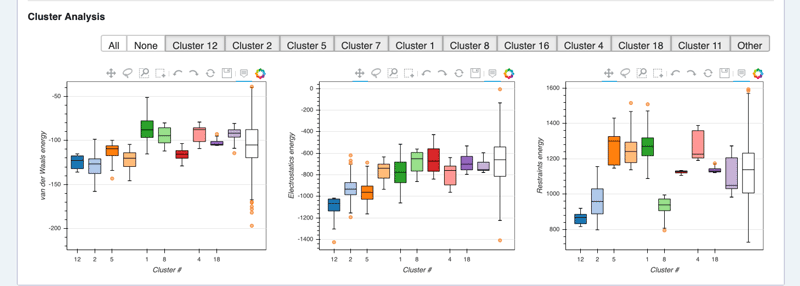 Cluster Analysis
All None Cluster 12 Cluster 2 Cluster 5 Cluster 7 Cluster 1 Cluster 8 Cluster 16 Cluster 4 Cluster 18 Cluster 11 Other
van der Waals energy
-50
-100
-150
-200
12 2 5 1 8 4 18
Cluster #
Electrostatics energy
0
-200
-400
-600
-800
-1000
-1200
-1400
12 2 5 1 8 4 18
Cluster #
Restraints energy
1600
1400
1200
1000
800
12 2 5 1 8 4 18
Cluster #